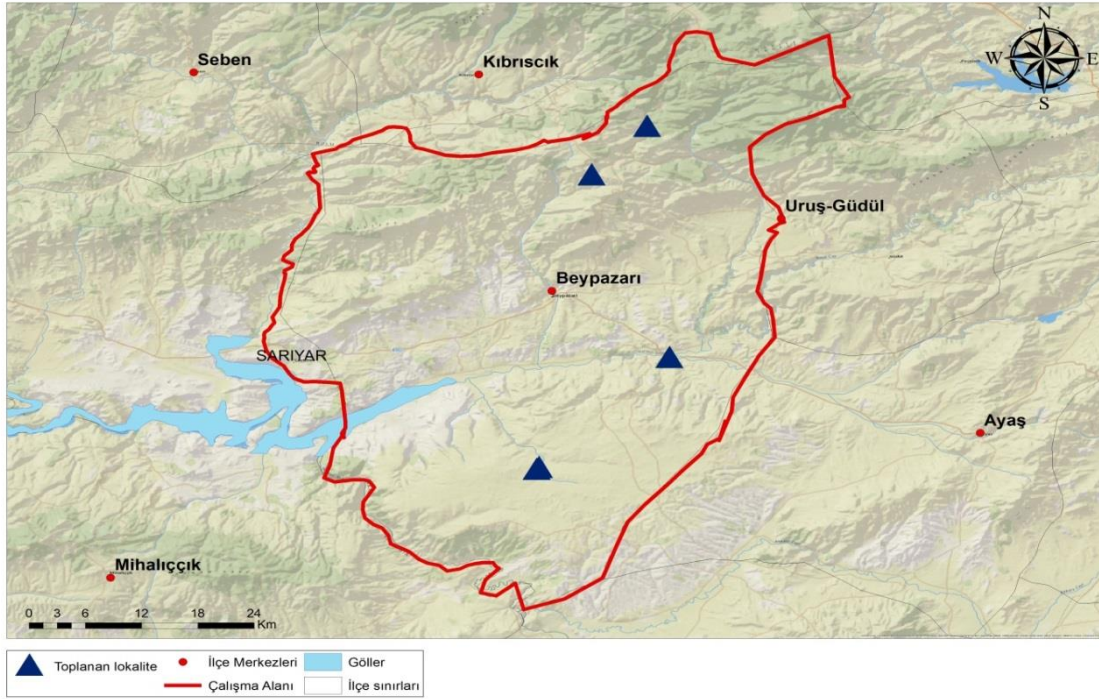 N
Seben
Kıbrıscık
W E
S
Uruş-Güdül
Beypazarı
SARIYAR
Ayaş
Mihalıççık
0 3 6 12 18 24
Km
Toplanan lokalite İlçe Merkezleri Göller
Çalışma Alanı İlçe sınırları